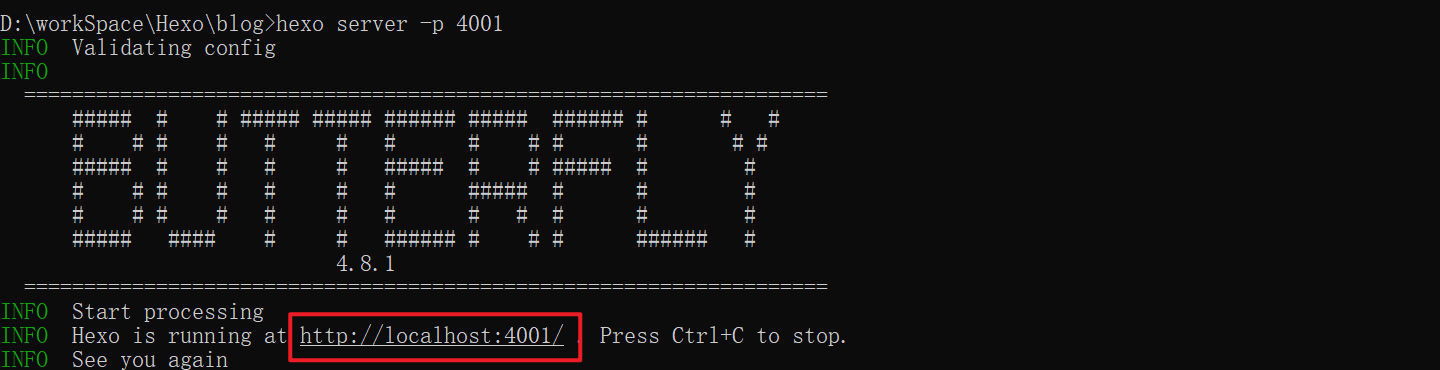 D:\workSpace\Hexo\blog>hexo server -p 4001
INFO  Validating config
INFO
  ===================================================================
      #####  #    # ##### ##### ###### #####  ###### #      #   #
      #    # #    #   #     #   #      #    # #      #       # #
      #####  #    #   #     #   #####  #    # #####  #        #
      #    # #    #   #     #   #      #####  #      #        #
      #    # #    #   #     #   #      #   #  #      #        #
      #####   ####    #     #   ###### #    # #      ######   #
                            4.8.1
  ===================================================================
INFO  Start processing
INFO  Hexo is running at http://localhost:4001/ . Press Ctrl+C to stop.
INFO  See you again